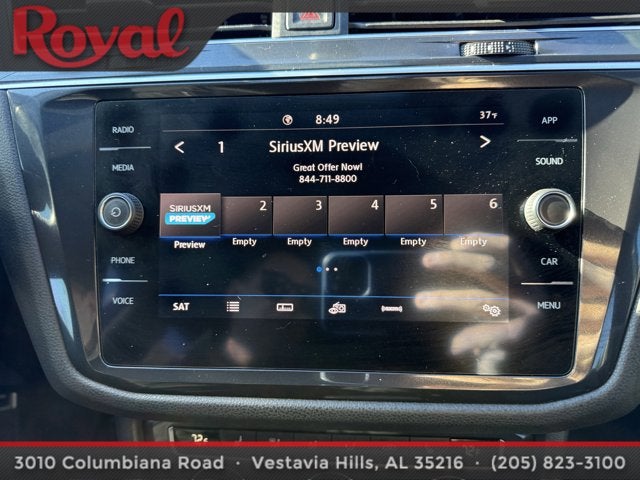 Royal
8:49
37°F
RADIO
MEDIA
PHONE
VOICE
APP
SOUND
CAR
MENU
1 SiriusXM Preview
Great Offer Now!
844-711-8800
SIRIUSXM
PREVIEW
2 3 4 5 6
Preview Empty Empty Empty Empty Empty
SAT
3010 Columbiana Road · Vestavia Hills, AL 35216 · (205) 823-3100